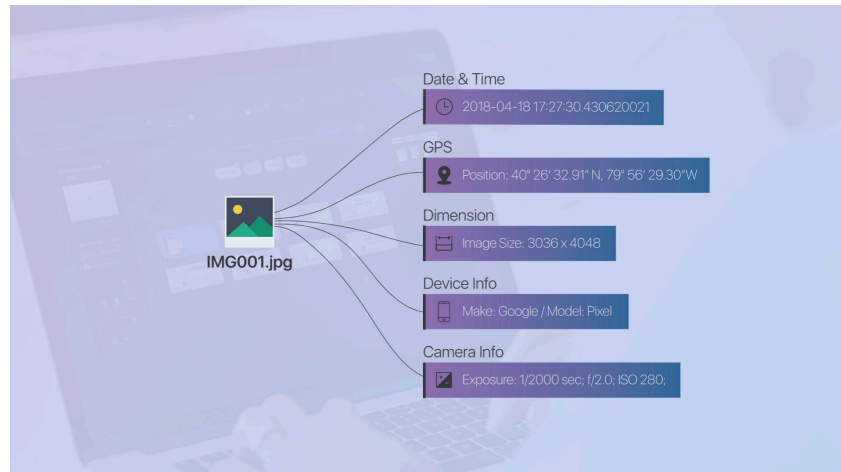 Date & Time
2018-04-18 17:27:30.430620021
GPS
Position: 40° 26′ 32.91″ N, 79° 56′ 29.30″W
Dimension
Image Size: 3036 x 4048
IMG001.jpg
Device Info
Make: Google / Model: Pixel
Camera Info
Exposure: 1/2000 sec; f/2.0; ISO 280;